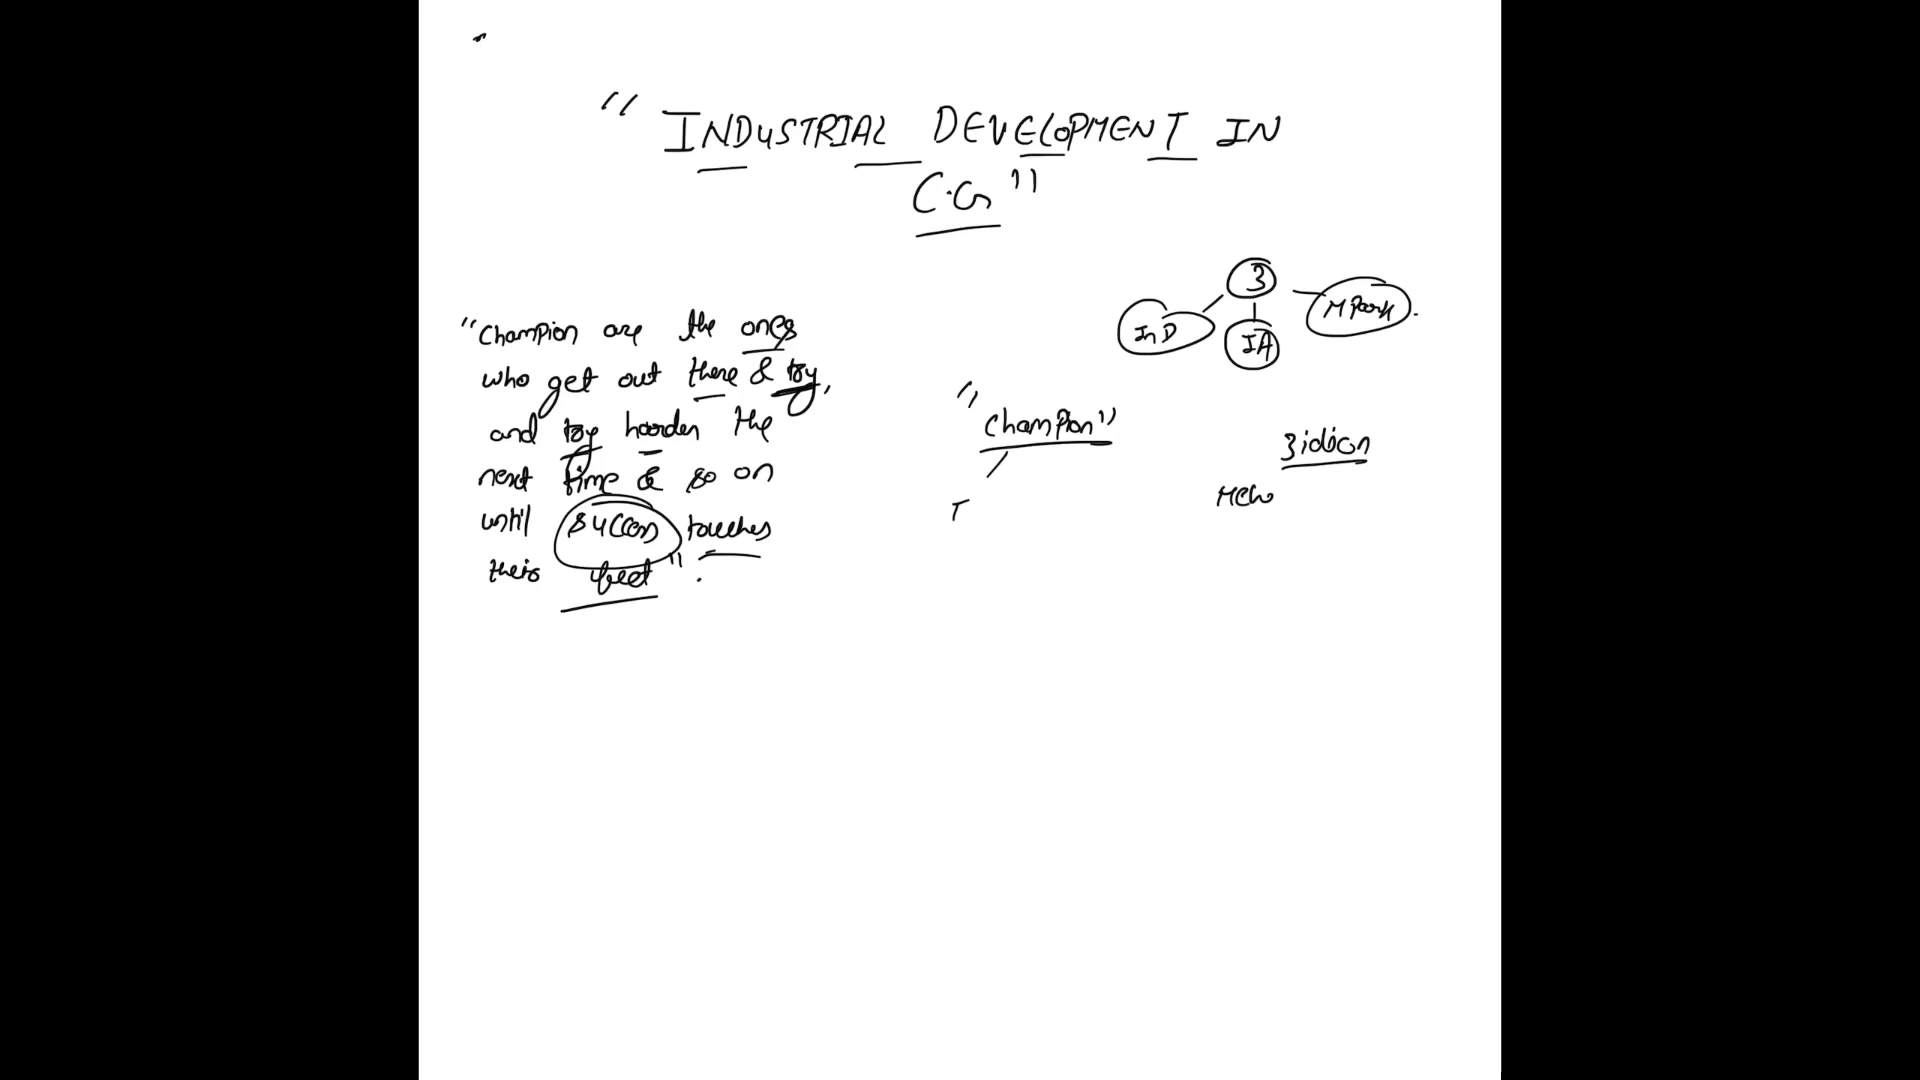 " INDUSTRIAL DEVELOPMENT IN
C.G "
3
InD
IA
M Park.
"Champion are the ones
who get out there & try,
and try harder the
next time & so on
until success touches
their feet".
"Champion"
T